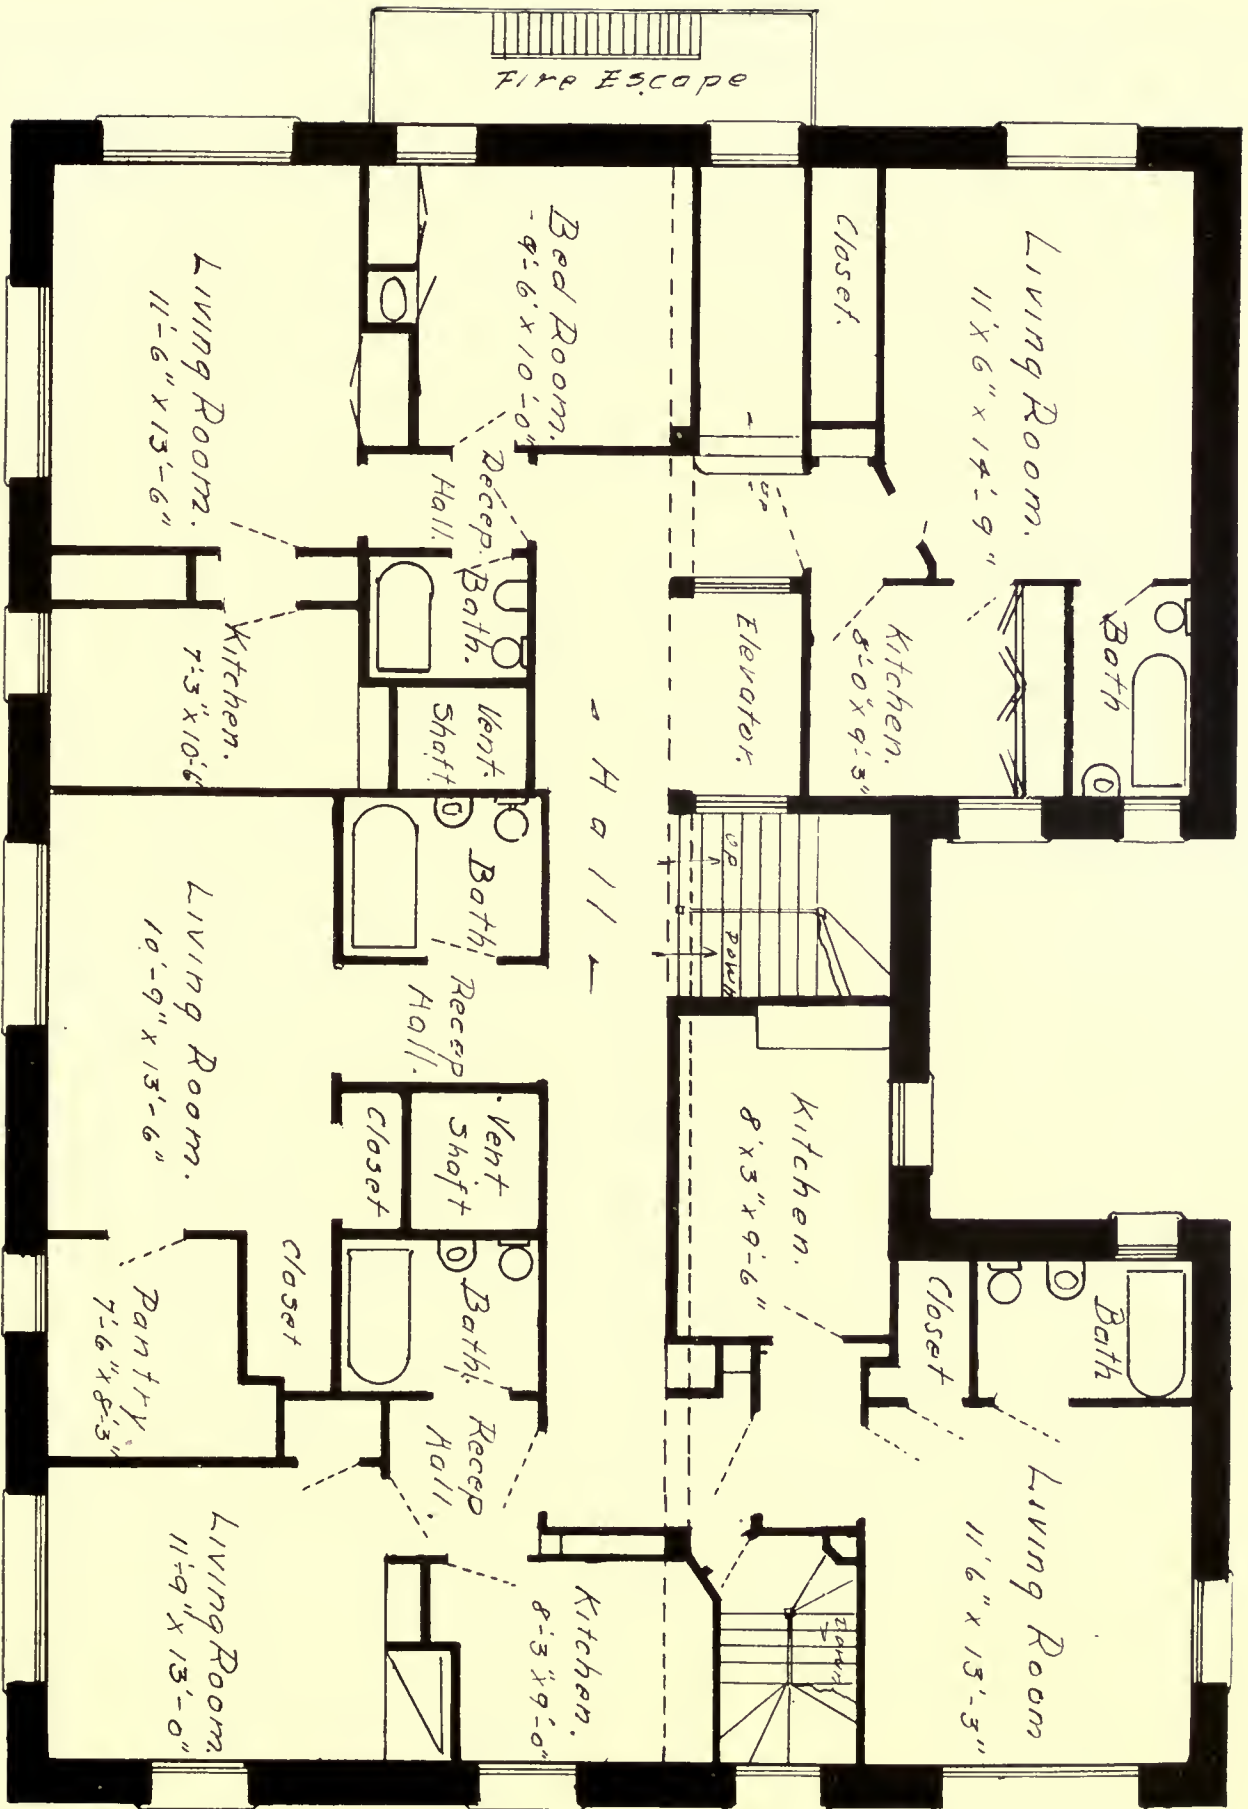 Fire Escape
Living Room.
11'-6" x 13'-6"
Bed Room.
-9'-6" x 10'-0"
Closet.
Living Room.
11'x6" x 14'-9"
Recep.
Hall.
Bath.
up
Kitchen.
7'-3" x 10'-6"
Vent.
Shaft.
Elevator.
Kitchen.
8'-0" x 9'-3"
Bath
- Hall -
up
Down
Living Room.
10'-9" x 13'-6"
Bath
Recep
Hall.
Closet
Vent
Shaft
Kitchen.
8'x3" x 9'-6"
Closet
Bath
Pantry.
7'-6" x 8'-3"
Closet
Bath.
Recep
Hall.
Living Room.
11'-9" x 13'-0"
Kitchen.
8'-3" x 9'-0"
Down
Living Room
11'6" x 13'-3"